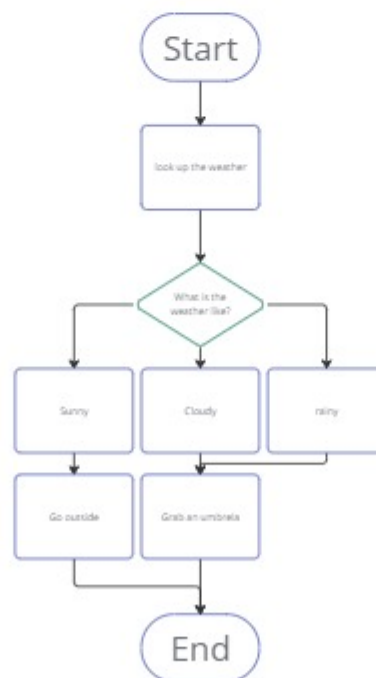 Start
look up the weather
What is the
weather like?
Sunny
Cloudy
rainy
Go outside
Grab an umbrela
End